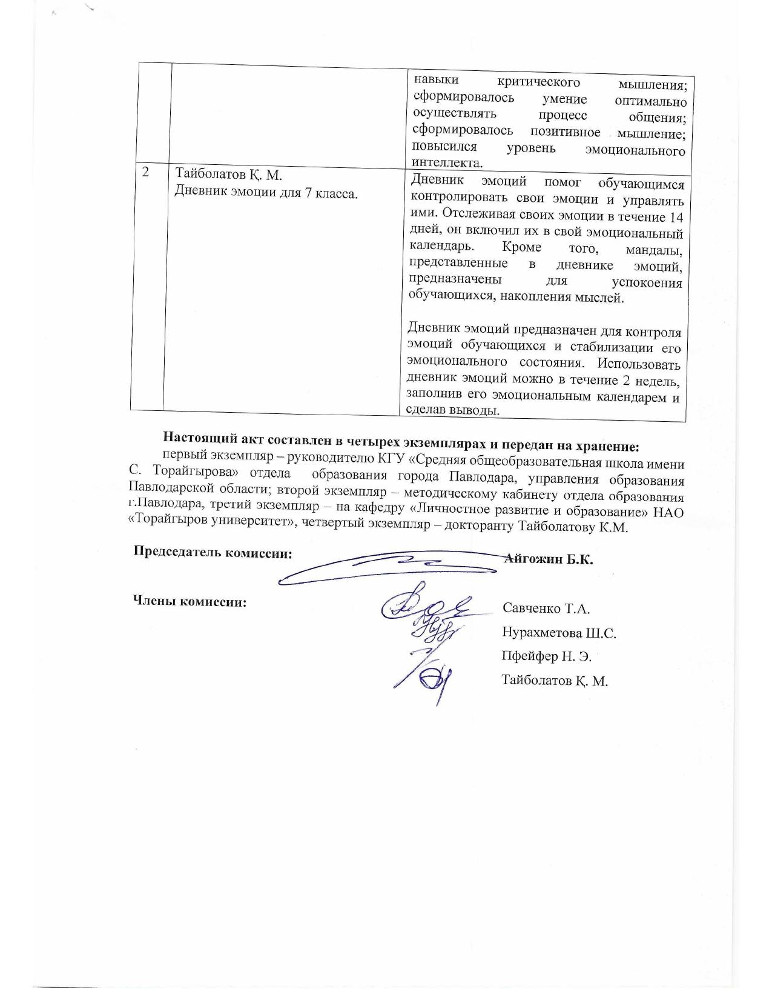 навыки критического мышления;
сформировалось умение оптимально
осуществлять процесс общения;
сформировалось позитивное мышление;
повысился уровень эмоционального
интеллекта.
2
Тайболатов Қ. М.
Дневник эмоции для 7 класса.
Дневник эмоций помог обучающимся
контролировать свои эмоции и управлять
ими. Отслеживая своих эмоции в течение 14
дней, он включил их в свой эмоциональный
календарь. Кроме того, мандалы,
представленные в дневнике эмоций,
предназначены для успокоения
обучающихся, накопления мыслей.
Дневник эмоций предназначен для контроля
эмоций обучающихся и стабилизации его
эмоционального состояния. Использовать
дневник эмоций можно в течение 2 недель,
заполнив его эмоциональным календарем и
сделав выводы.
Настоящий акт составлен в четырех экземплярах и передан на хранение:
первый экземпляр – руководителю КГУ «Средняя общеобразовательная школа имени
С. Торайгырова» отдела образования города Павлодара, управления образования
Павлодарской области; второй экземпляр – методическому кабинету отдела образования
г.Павлодара, третий экземпляр – на кафедру «Личностное развитие и образование» НАО
«Торайгыров университет», четвертый экземпляр – докторанту Тайболатову К.М.
Председатель комиссии: Айгожин Б.К.
Члены комиссии: Савченко Т.А.
Нурахметова Ш.С.
Пфейфер Н. Э.
Тайболатов Қ. М.